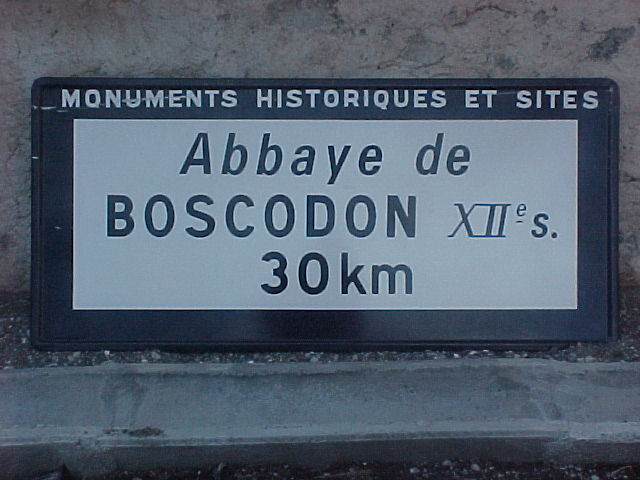 MONUMENTS HISTORIQUES ET SITES
Abbaye de
BOSCODON XIIe s.
30km